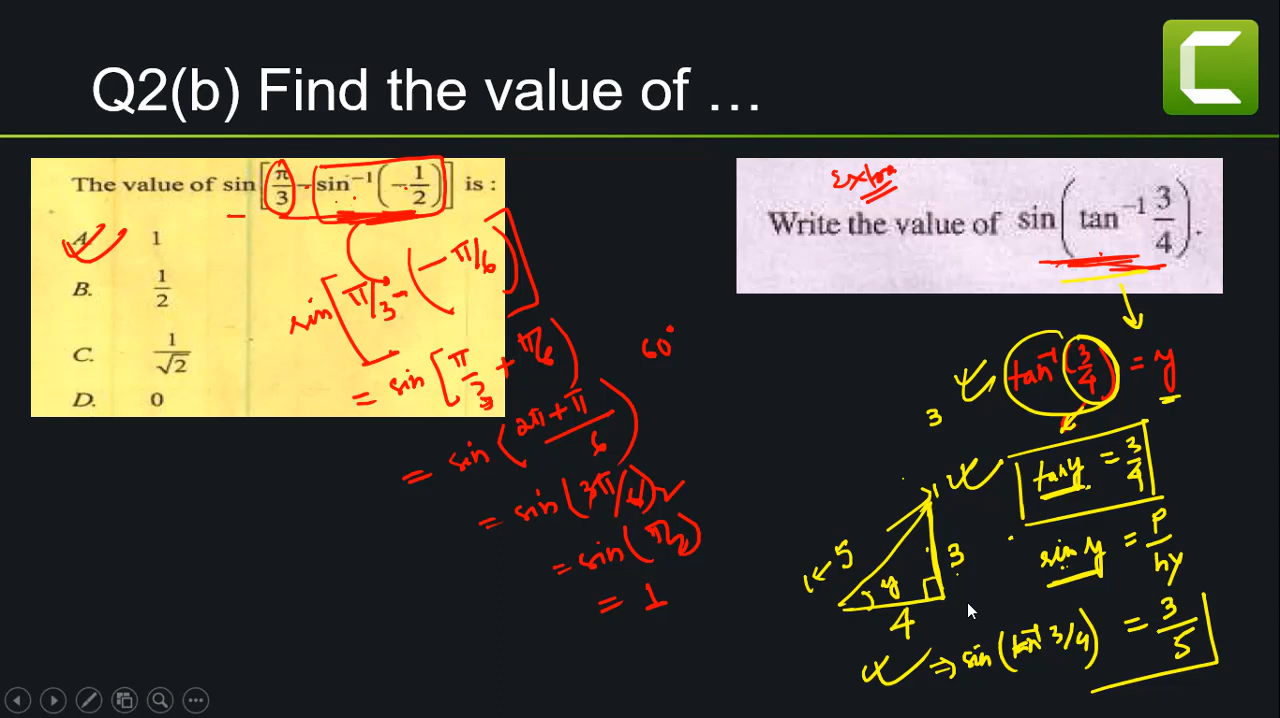 Q2(b) Find the value of …
The value of sin[π/3 - sin⁻¹(-1/2)] is :
A. 1
B. 1/2
C. 1/√2
D. 0
sin[π/3 - (-π/6)]
= sin[π/3 + π/6)
60°
= sin(2π+π/6)
= sin(3π/6)
= sin(π/2)
= 1
Extra
Write the value of sin(tan⁻¹ 3/4).
tan⁻¹(3/4) = y
3
tany = 3/4
sin y = P/hy
5
3
y
4
⇒ sin(tan⁻¹ 3/4) = 3/5